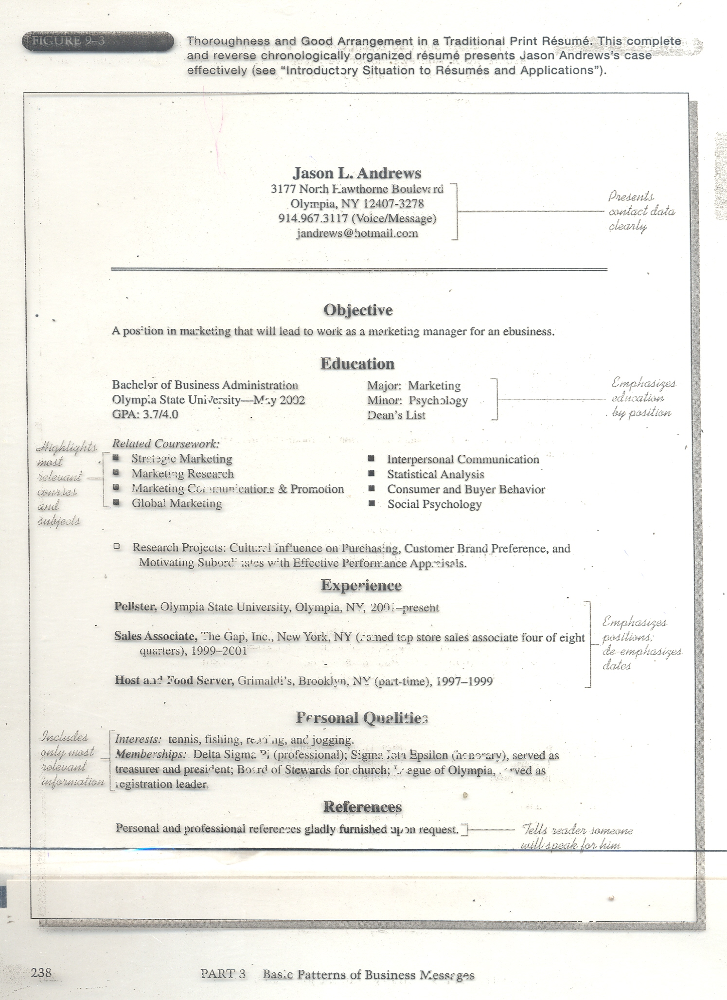 FIGURE 9–3
Thoroughness and Good Arrangement in a Traditional Print Résumé. This complete
and reverse chronologically organized résumé presents Jason Andrews's case
effectively (see “Introductory Situation to Résumés and Applications”).
Jason L. Andrews
3177 North Hawthorne Boulevard
Olympia, NY 12407-3278
914.967.3117 (Voice/Message)
jandrews@hotmail.com
Presents
contact data
clearly
Objective
A position in marketing that will lead to work as a marketing manager for an ebusiness.
Education
Bachelor of Business Administration Major: Marketing
Olympia State University—May 2002 Minor: Psychology
GPA: 3.7/4.0 Dean's List
Emphasizes
education
by position
Related Coursework:
■ Strategic Marketing ■ Interpersonal Communication
■ Marketing Research ■ Statistical Analysis
■ Marketing Communications & Promotion ■ Consumer and Buyer Behavior
■ Global Marketing ■ Social Psychology
Highlights
most
relevant
courses
and
subjects
❑ Research Projects: Cultural Influence on Purchasing, Customer Brand Preference, and
Motivating Subordinates with Effective Performance Appraisals.
Experience
Pollster, Olympia State University, Olympia, NY, 2001–present
Sales Associate, The Gap, Inc., New York, NY (named top store sales associate four of eight
quarters), 1999–2001
Host and Food Server, Grimaldi's, Brooklyn, NY (part-time), 1997–1999
Emphasizes
positions;
de-emphasizes
dates
Personal Qualities
Interests: tennis, fishing, reading, and jogging.
Memberships: Delta Sigma Pi (professional); Sigma Iota Epsilon (honorary), served as
treasurer and president; Board of Stewards for church; League of Olympia, served as
registration leader.
Includes
only most
relevant
information
References
Personal and professional references gladly furnished upon request.
Tells reader someone
will speak for him
238 PART 3 Basic Patterns of Business Messages